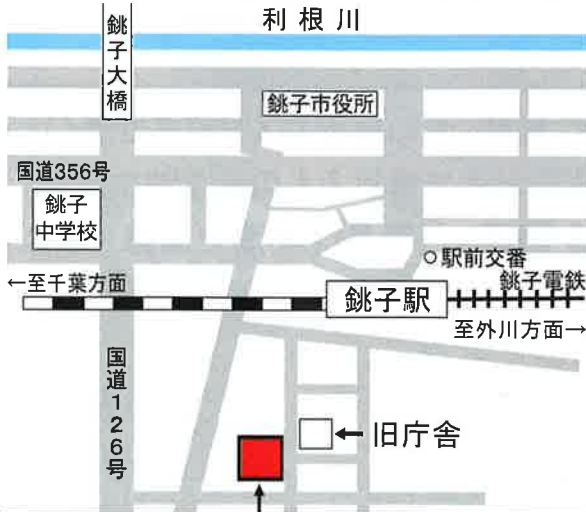 利根川
銚子大橋
銚子市役所
国道356号
銚子
中学校
駅前交番
←至千葉方面
銚子電鉄
銚子駅
至外川方面→
国道126号
←旧庁舎